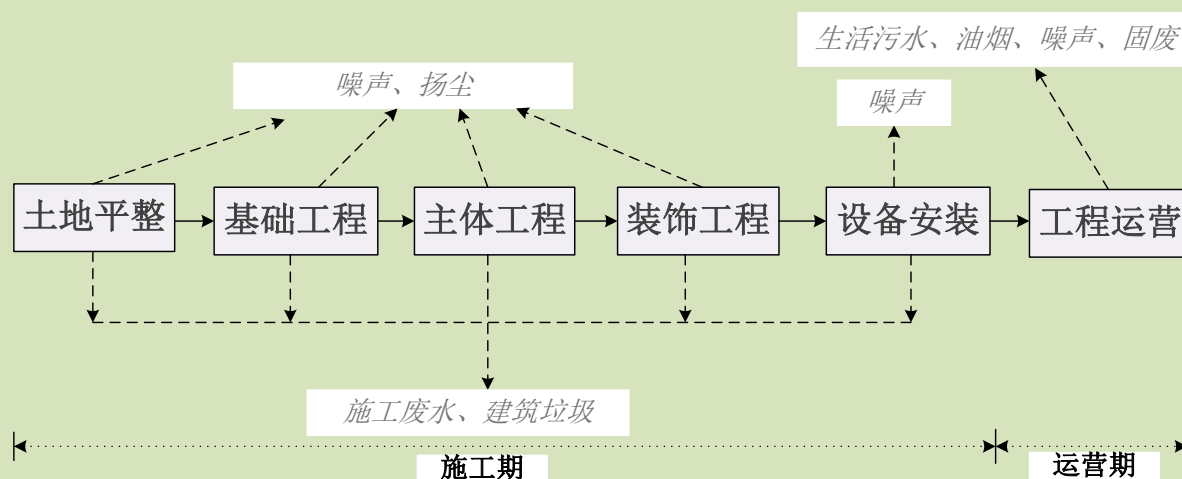 生活污水、油烟、噪声、固废
噪声、扬尘
噪声
土地平整
基础工程
主体工程
装饰工程
设备安装
工程运营
施工废水、建筑垃圾
施工期
运营期